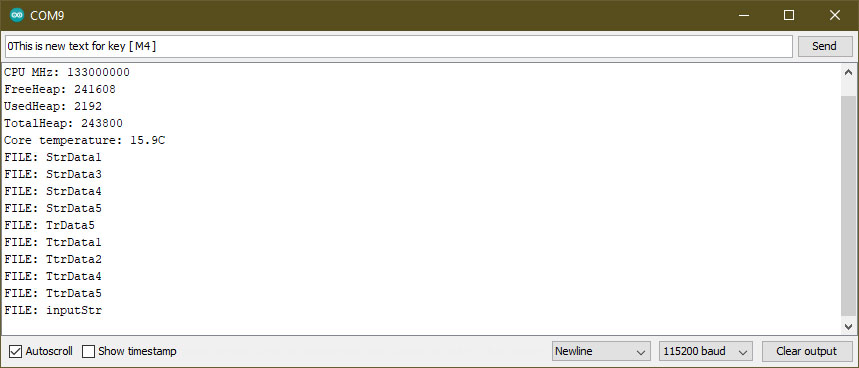 COM9
0This is new text for key [M4]
Send
CPU MHz: 133000000
FreeHeap: 241608
UsedHeap: 2192
TotalHeap: 243800
Core temperature: 15.9C
FILE: StrData1
FILE: StrData3
FILE: StrData4
FILE: StrData5
FILE: TrData5
FILE: TtrData1
FILE: TtrData2
FILE: TtrData4
FILE: TtrData5
FILE: inputStr
Autoscroll Show timestamp Newline 115200 baud Clear output